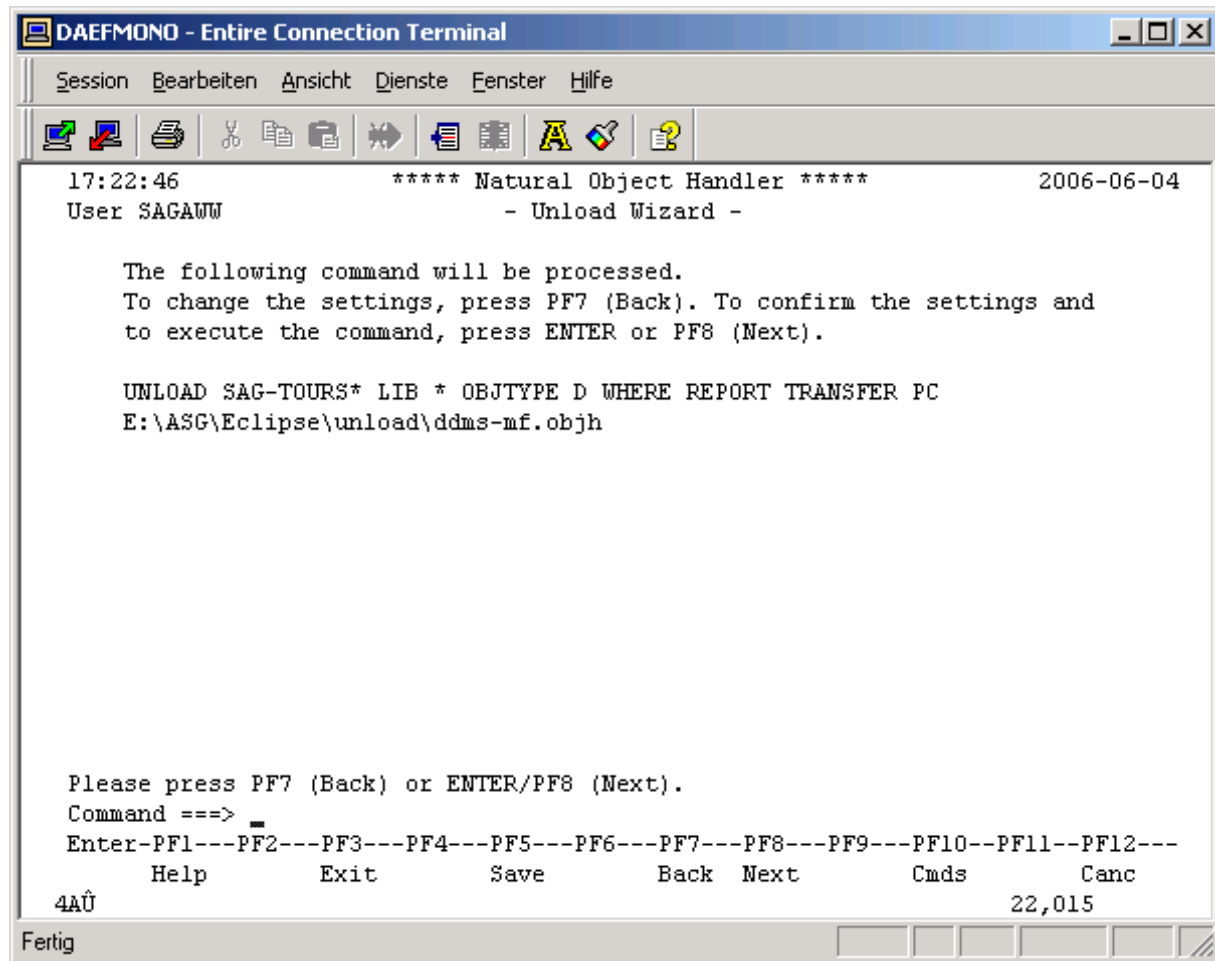 DAEFMONO - Entire Connection Terminal
Session Bearbeiten Ansicht Dienste Fenster Hilfe
17:22:46 ***** Natural Object Handler ***** 2006-06-04
User SAGAWW - Unload Wizard -
The following command will be processed.
To change the settings, press PF7 (Back). To confirm the settings and
to execute the command, press ENTER or PF8 (Next).
UNLOAD SAG-TOURS* LIB * OBJTYPE D WHERE REPORT TRANSFER PC
E:\ASG\Eclipse\unload\ddms-mf.objh
Please press PF7 (Back) or ENTER/PF8 (Next).
Command ===> _
Enter-PF1---PF2---PF3---PF4---PF5---PF6---PF7---PF8---PF9---PF10--PF11--PF12---
Help Exit Save Back Next Cmds Canc
4AÛ 22,015
Fertig